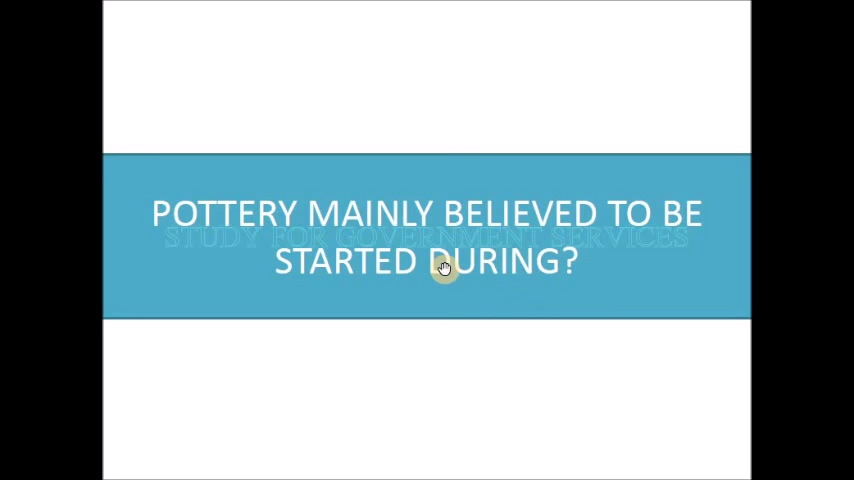 POTTERY MAINLY BELIEVED TO BE
STUDY FOR GOVERNMENT SERVICES
STARTED DURING?